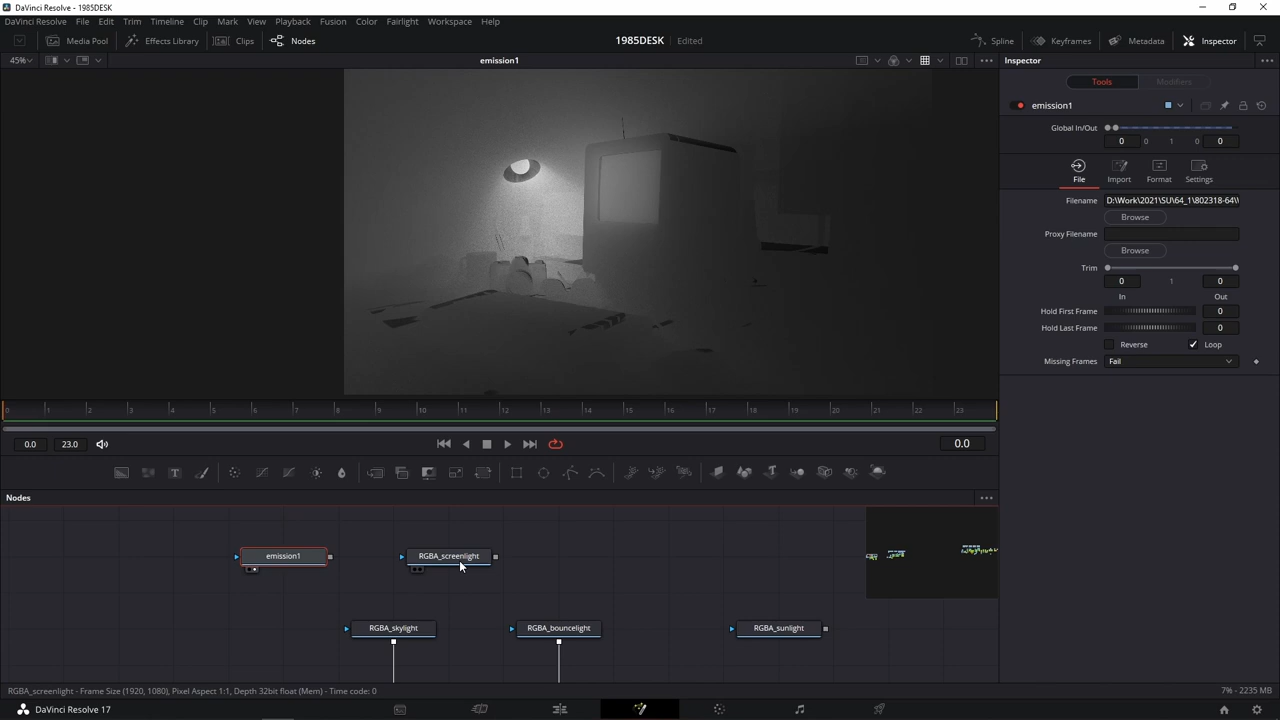 DaVinci Resolve - 1985DESK
DaVinci Resolve File Edit Trim Timeline Clip Mark View Playback Fusion Color Fairlight Workspace Help
Media Pool Effects Library Clips Nodes 1985DESK Edited Spline Keyframes Metadata Inspector
45% emission1 Inspector
Tools Modifiers
emission1
Global In/Out
0 0 1 0 0
File Import Format Settings
Filename D:\Work\2021\SU\64_1\802318-64\\
Browse
Proxy Filename
Browse
Trim
0 1 0
In Out
Hold First Frame 0
Hold Last Frame 0
Reverse Loop
Missing Frames Fail
0 1 2 3 4 5 6 7 8 9 10 11 12 13 14 15 16 17 18 19 20 21 22 23
0.0 23.0 0.0
Nodes
emission1 RGBA_screenlight
RGBA_skylight RGBA_bouncelight RGBA_sunlight
RGBA_screenlight - Frame Size (1920, 1080), Pixel Aspect 1:1, Depth 32bit float (Mem) - Time code: 0 7% - 2235 MB
DaVinci Resolve 17